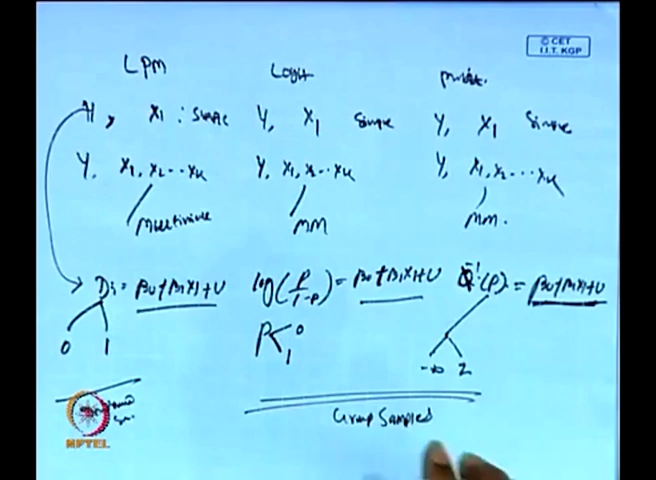 © CET
I.I.T. KGP
LPM Logit Probit
Y, X1 : Simple Y, X1 Simple Y, X1 Simple
Y, X1, X2 ... Xk Y, X1, X2 ... Xk Y, X1, X2 ... Xk
Multivariate MM MM.
Di = β0 + β1X1 + U log(P/1-P) = β0 + β1X1 + U Φ^-1(P) = β0 + β1X1 + U
0 1 P 0 1 -∞ Z
Group Sampled
NPTEL